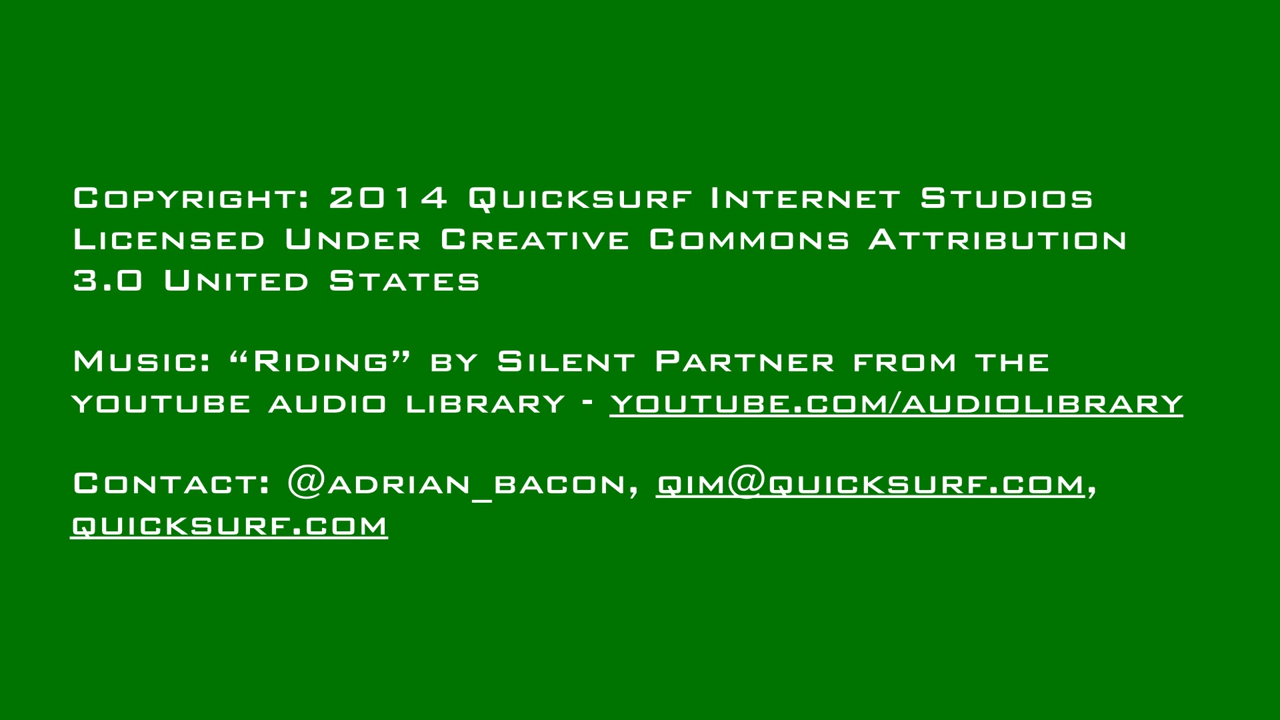 Copyright: 2014 Quicksurf Internet Studios
Licensed Under Creative Commons Attribution
3.0 United States
Music: “Riding” by Silent Partner from the
youtube audio library - youtube.com/audiolibrary
Contact: @adrian_bacon, qim@quicksurf.com,
quicksurf.com